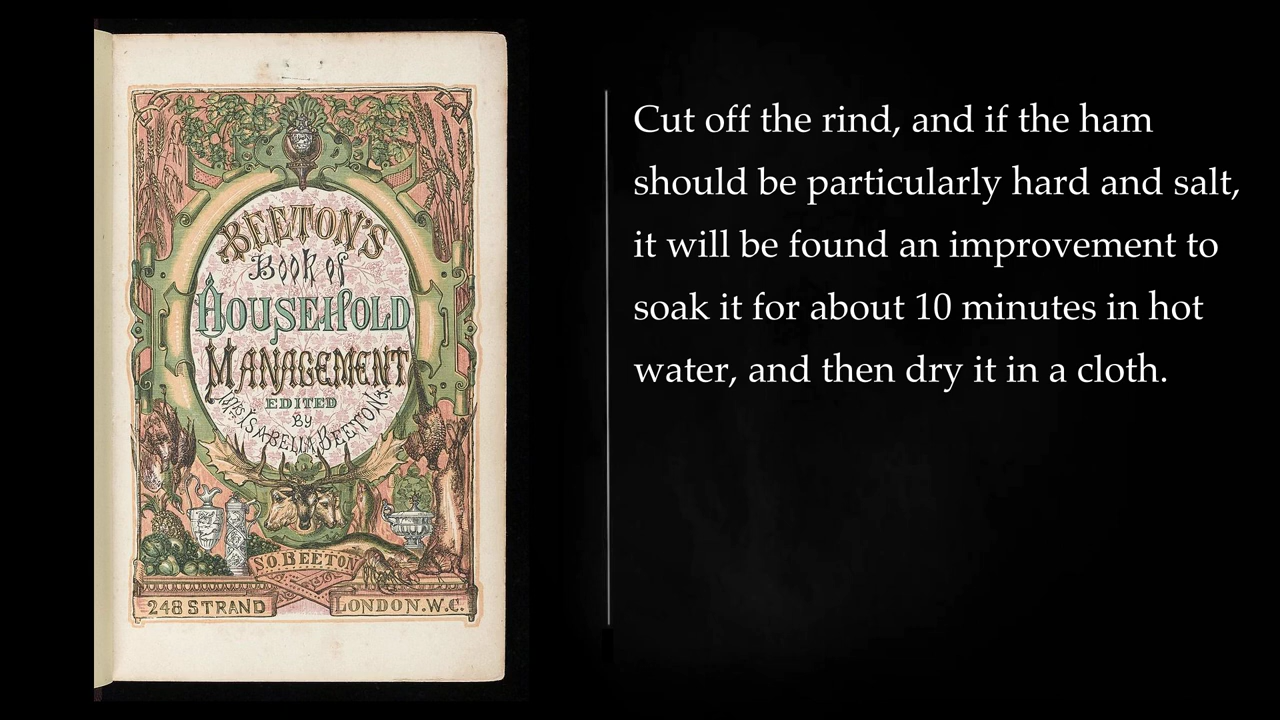 BEETON'S
Book of
HOUSEHOLD
MANAGEMENT
EDITED
BY
MRS ISABELLA BEETON
S.O. BEETON
248 STRAND
LONDON. W.C.
Cut off the rind, and if the ham
should be particularly hard and salt,
it will be found an improvement to
soak it for about 10 minutes in hot
water, and then dry it in a cloth.